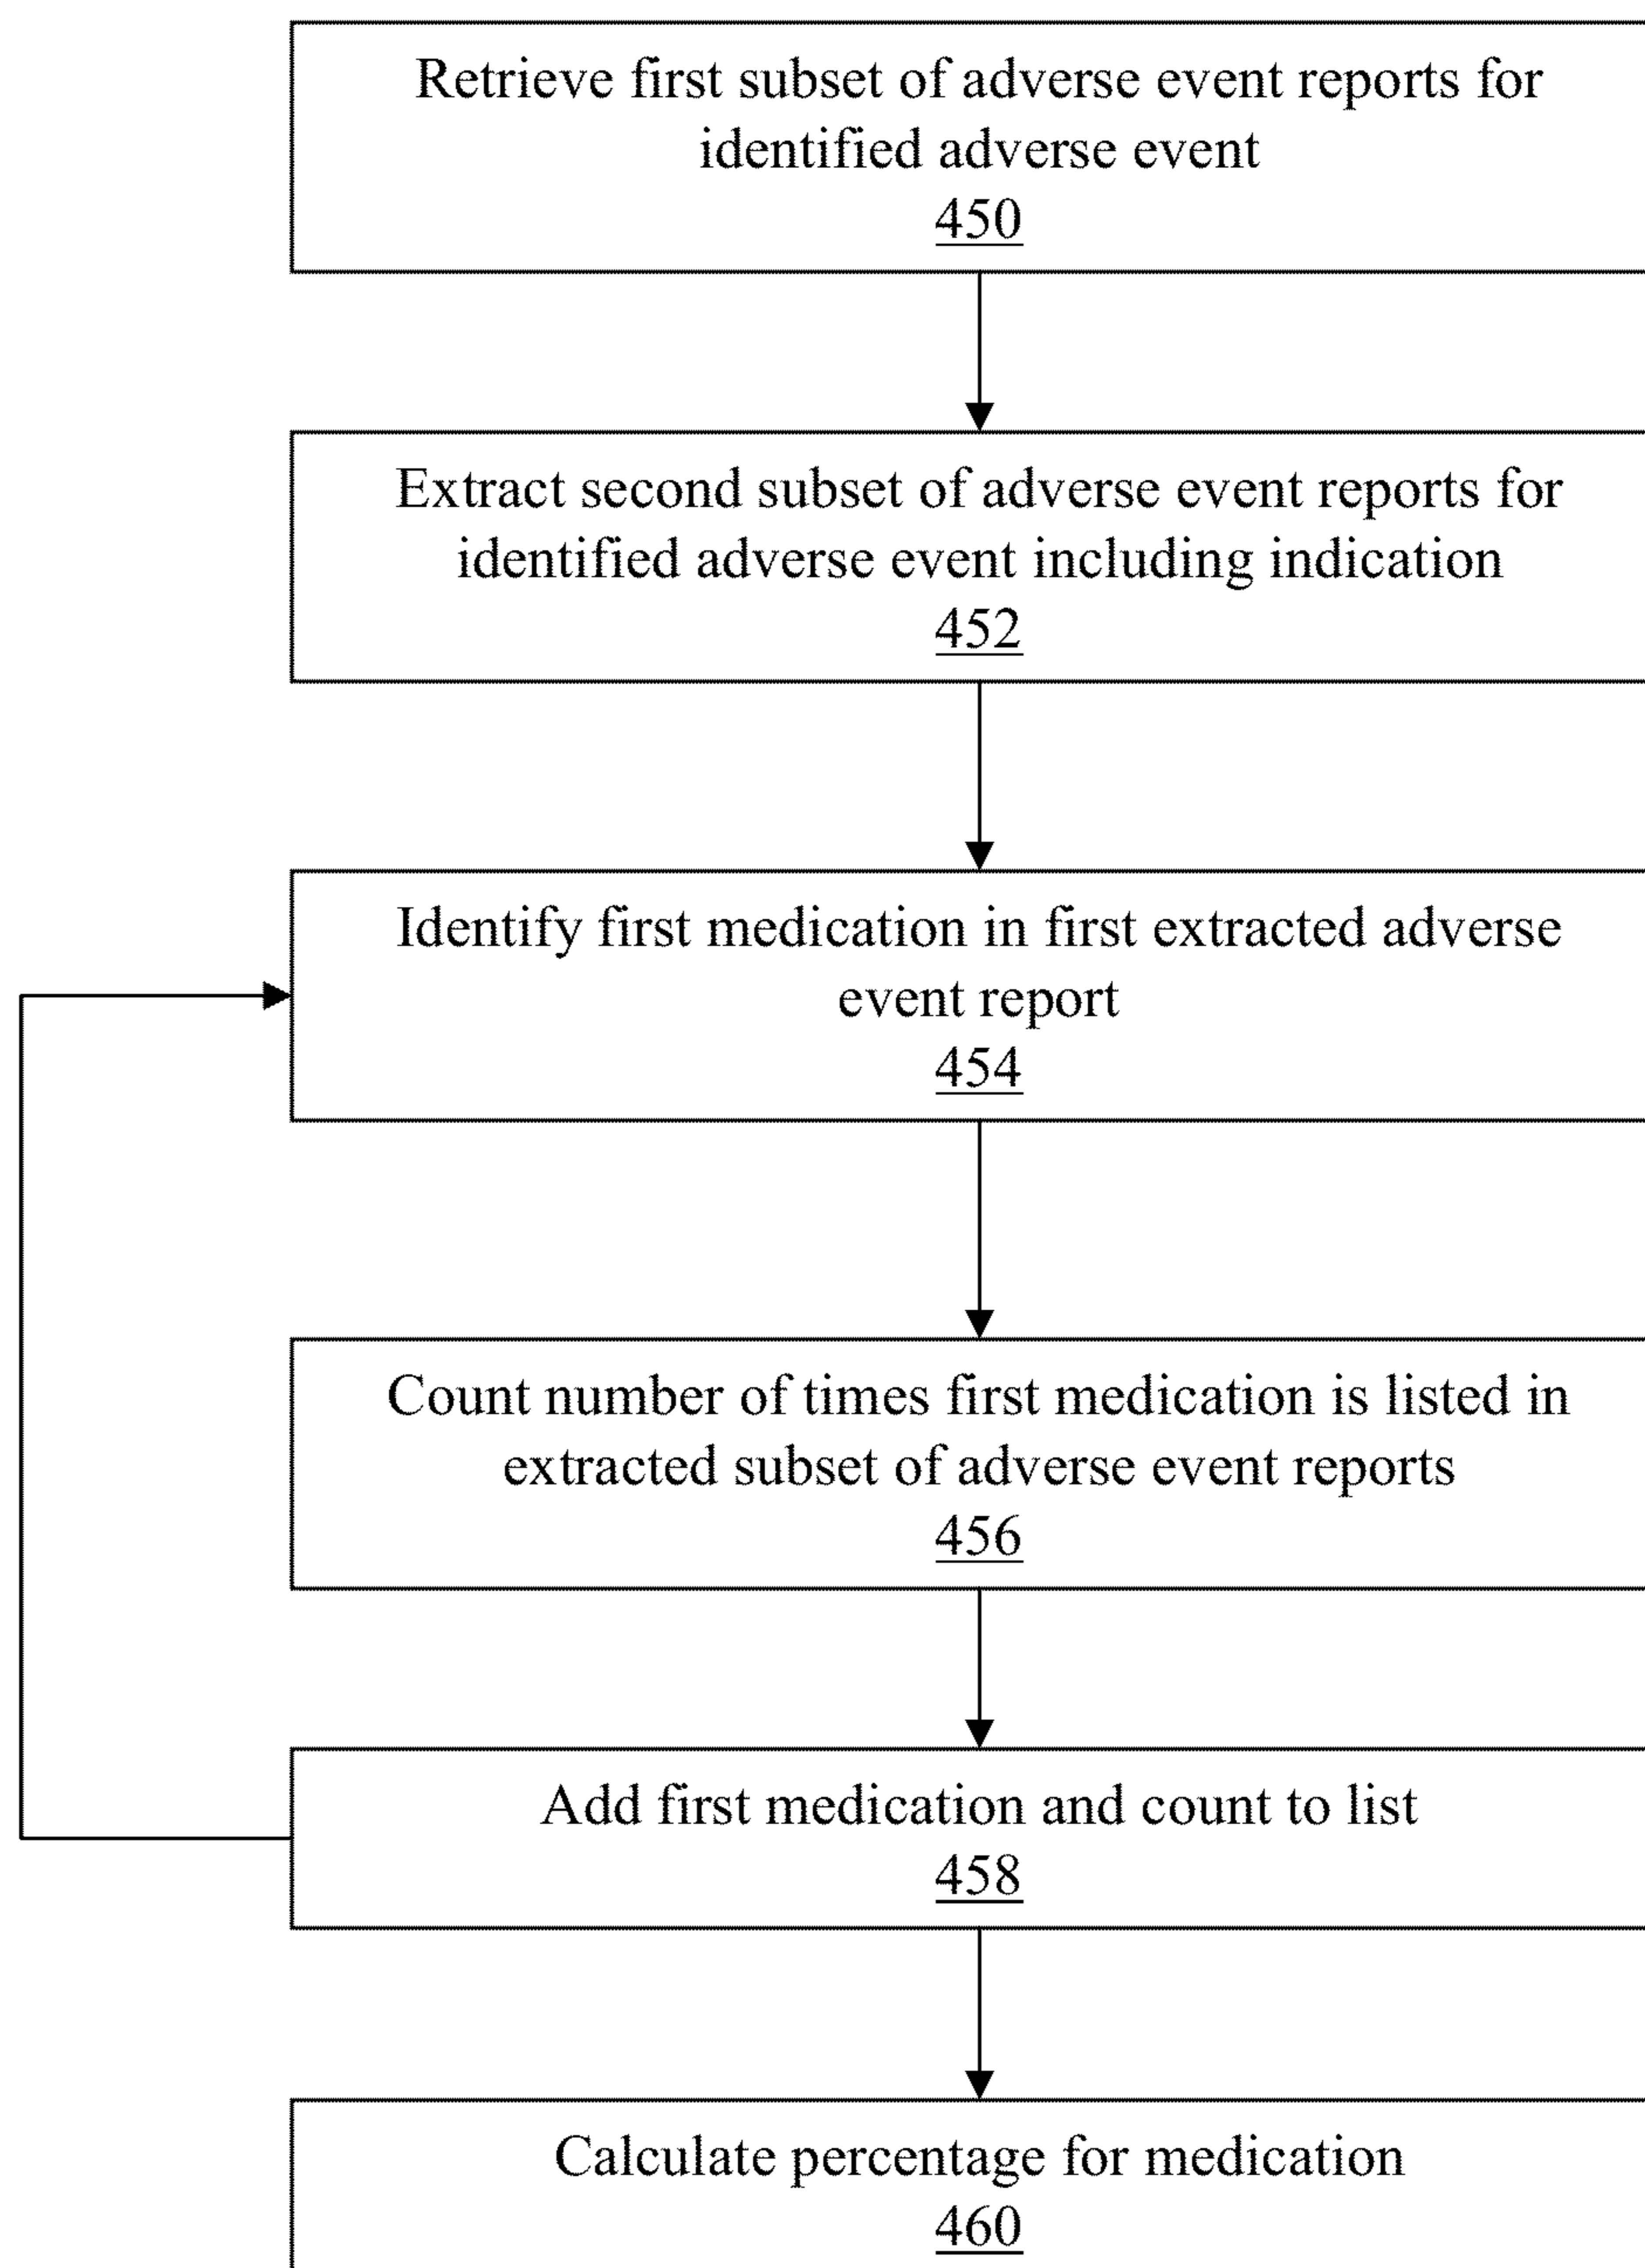 Retrieve first subset of adverse event reports for
identified adverse event
450
Extract second subset of adverse event reports for
identified adverse event including indication
452
Identify first medication in first extracted adverse
event report
454
Count number of times first medication is listed in
extracted subset of adverse event reports
456
Add first medication and count to list
458
Calculate percentage for medication
460